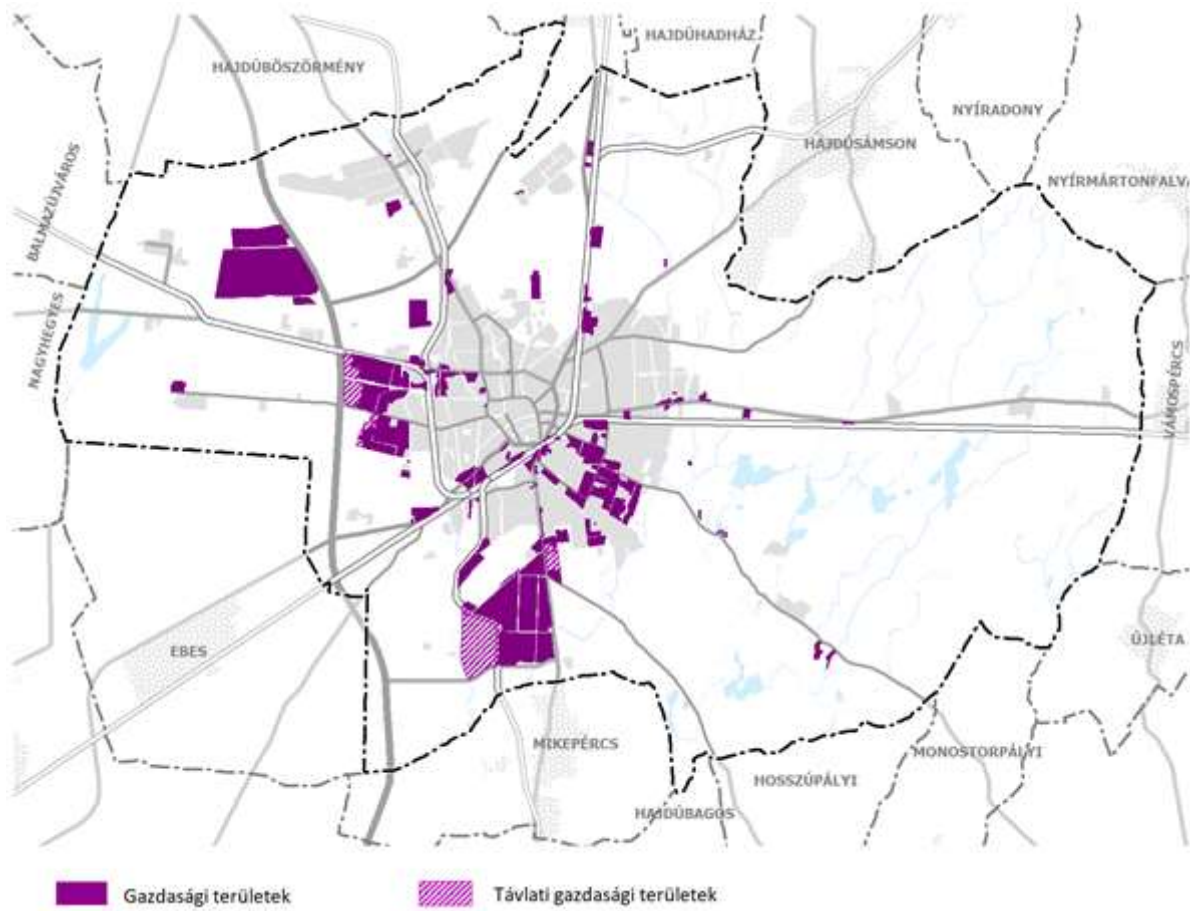 HAJDÚHADHÁZ
HAJDÚBÖSZÖRMÉNY
NYÍRADONY
HAJDÚSÁMSON
NYÍRMÁRTONFALVA
BALMAZÚJVÁROS
NAGYHEGYES
VÁMOSPÉRCS
EBES
ÚJLÉTA
MIKEPÉRCS
MONOSTORPÁLYI
HOSSZÚPÁLYI
HAJDÚBAGOS
Gazdasági területek
Távlati gazdasági területek